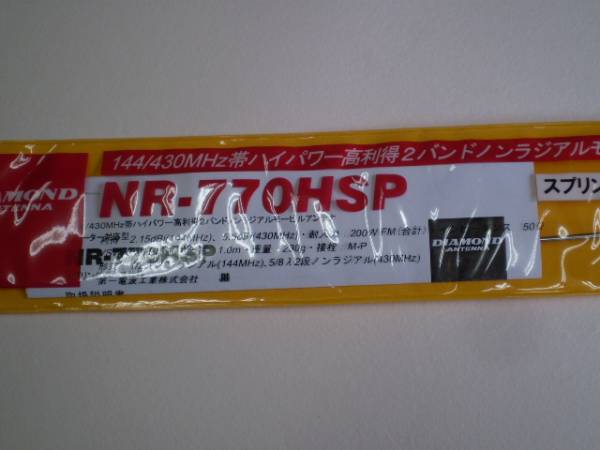 144/430MHz帯ハイパワー高利得2バンドノンラジアルモ
DIAMOND
ANTENNA
NR-770HSP
スプリン
/430MHz帯ハイパワー高利得2バンドノンラジアルモービルアンテナ
利得 2.15dBi(144MHz)、5.5dBi(430MHz)・耐入力 200W FM(合計)
50Ω
NR-770HSP
1.0m・重量 230g・接栓 M-P
(144MHz)、5/8λ2段ノンラジアル(430MHz)
第一電波工業株式会社
DIAMOND
ANTENNA
取扱説明書